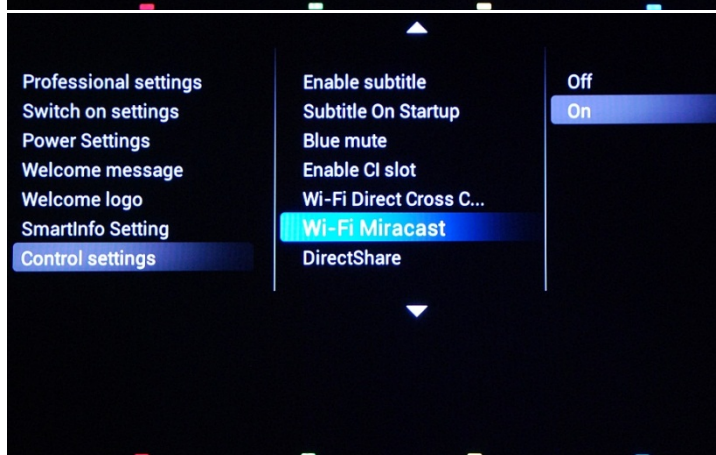 Professional settings
Switch on settings
Power Settings
Welcome message
Welcome logo
SmartInfo Setting
Control settings
Enable subtitle
Subtitle On Startup
Blue mute
Enable CI slot
Wi-Fi Direct Cross C...
Wi-Fi Miracast
DirectShare
Off
On